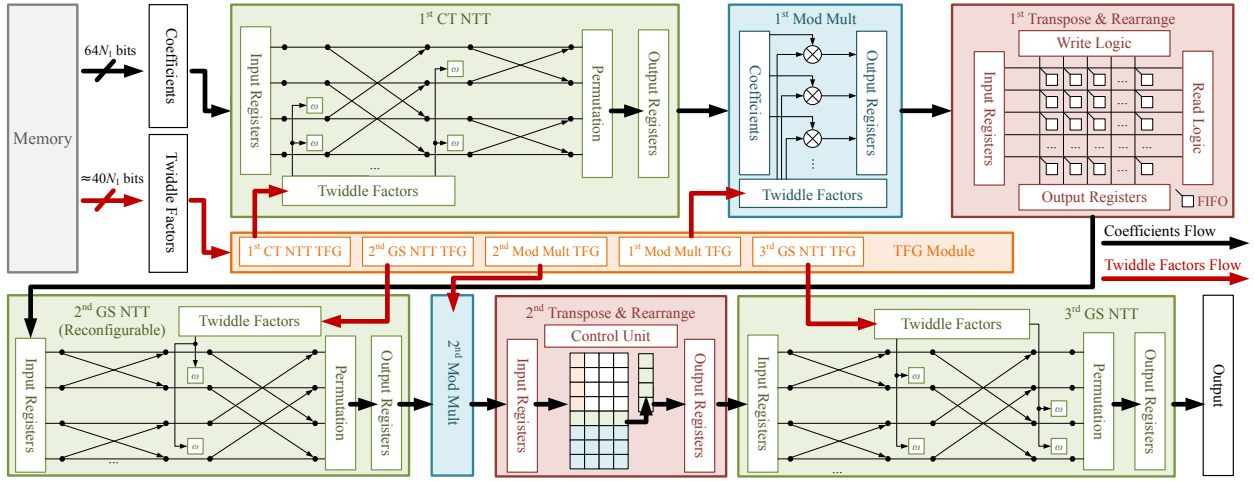 Memory
64N₁ bits
≈40N₁ bits
Coefficients
Twiddle Factors
1ˢᵗ CT NTT
Input Registers
ω
ω
ω
ω
...
Twiddle Factors
Permutation
Output Registers
1ˢᵗ Mod Mult
Coefficients
...
Output Registers
Twiddle Factors
1ˢᵗ Transpose & Rearrange
Write Logic
Input Registers
...
...
...
...
...
...
...
...
...
Read Logic
Output Registers
FIFO
1ˢᵗ CT NTT TFG
2ⁿᵈ GS NTT TFG
2ⁿᵈ Mod Mult TFG
1ˢᵗ Mod Mult TFG
3ʳᵈ GS NTT TFG
TFG Module
Coefficients Flow
Twiddle Factors Flow
2ⁿᵈ GS NTT
(Reconfigurable)
Twiddle Factors
Input Registers
ω
ω
...
Permutation
Output Registers
2ⁿᵈ Mod Mult
2ⁿᵈ Transpose & Rearrange
Control Unit
Input Registers
Output Registers
3ʳᵈ GS NTT
Twiddle Factors
Input Registers
ω
ω
ω
ω
...
Permutation
Output Registers
Output